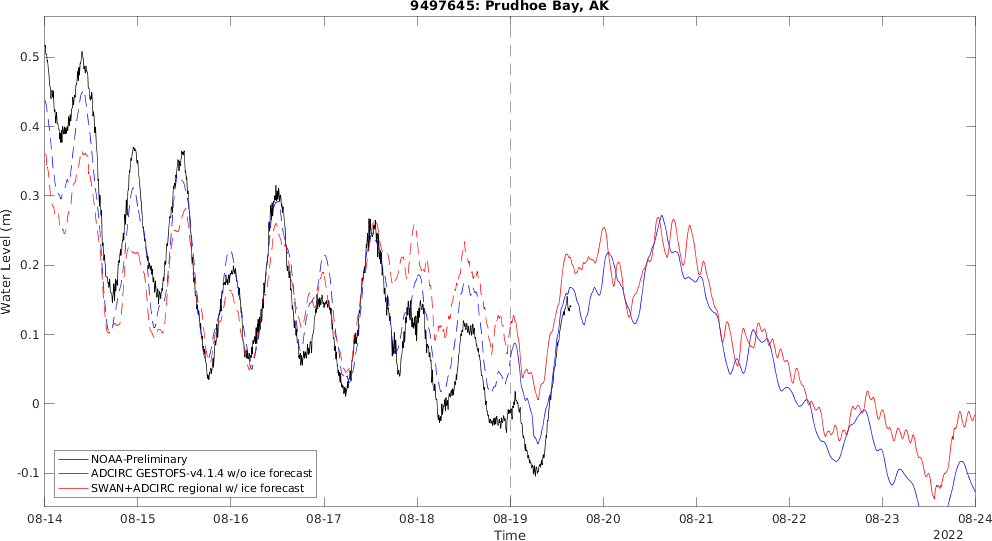 9497645: Prudhoe Bay, AK
0.5
0.4
0.3
0.2
0.1
0
-0.1
Water Level (m)
NOAA-Preliminary
ADCIRC GESTOFS-v4.1.4 w/o ice forecast
SWAN+ADCIRC regional w/ ice forecast
08-14 08-15 08-16 08-17 08-18 08-19 08-20 08-21 08-22 08-23 08-24
Time
2022